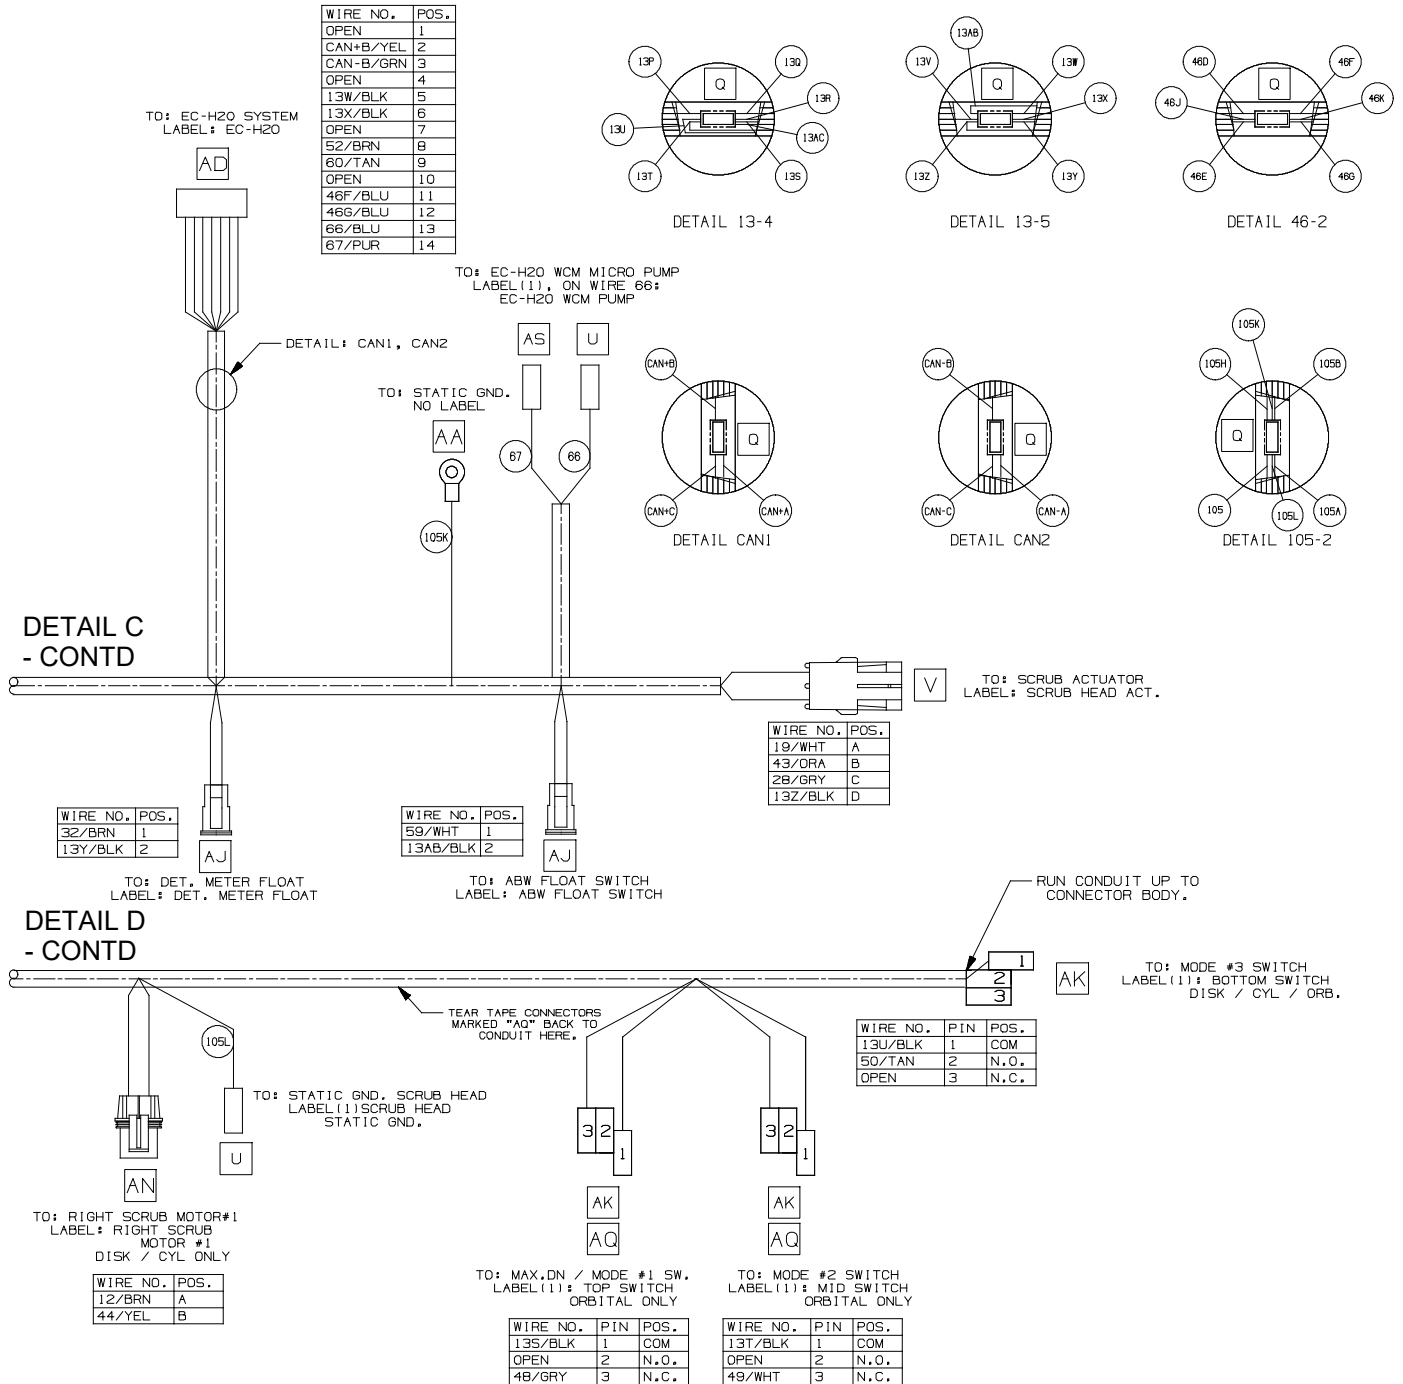 WIRE NO. POS.
OPEN 1
CAN+B/YEL 2
CAN-B/GRN 3
OPEN 4
13W/BLK 5
13X/BLK 6
OPEN 7
52/BRN 8
60/TAN 9
OPEN 10
46F/BLU 11
46G/BLU 12
66/BLU 13
67/PUR 14
TO: EC-H2O SYSTEM
LABEL: EC-H2O
AD
13P
13Q
Q
13R
13U
13AC
13T
13S
DETAIL 13-4
13AB
13V
13W
Q
13X
13Z
13Y
DETAIL 13-5
46D
46F
Q
46J
46K
46E
46G
DETAIL 46-2
TO: EC-H2O WCM MICRO PUMP
LABEL(1), ON WIRE 66:
EC-H2O WCM PUMP
AS
U
DETAIL: CAN1, CAN2
TO: STATIC GND.
NO LABEL
AA
67
66
105K
CAN+B
Q
CAN+C
CAN+A
DETAIL CAN1
CAN-B
Q
CAN-C
CAN-A
DETAIL CAN2
105K
105H
105B
Q
105
105L
105A
DETAIL 105-2
DETAIL C
- CONTD
V
TO: SCRUB ACTUATOR
LABEL: SCRUB HEAD ACT.
WIRE NO. POS.
19/WHT A
43/ORA B
28/GRY C
13Z/BLK D
WIRE NO. POS.
32/BRN 1
13Y/BLK 2
AJ
TO: DET. METER FLOAT
LABEL: DET. METER FLOAT
WIRE NO. POS.
59/WHT 1
13AB/BLK 2
AJ
TO: ABW FLOAT SWITCH
LABEL: ABW FLOAT SWITCH
DETAIL D
- CONTD
RUN CONDUIT UP TO
CONNECTOR BODY.
1
2
3
AK
TO: MODE #3 SWITCH
LABEL(1): BOTTOM SWITCH
DISK / CYL / ORB.
WIRE NO. PIN POS.
13U/BLK 1 COM
50/TAN 2 N.O.
OPEN 3 N.C.
TEAR TAPE CONNECTORS
MARKED "AQ" BACK TO
CONDUIT HERE.
105L
TO: STATIC GND. SCRUB HEAD
LABEL(1)SCRUB HEAD
STATIC GND.
U
AN
TO: RIGHT SCRUB MOTOR#1
LABEL: RIGHT SCRUB
MOTOR #1
DISK / CYL ONLY
WIRE NO. POS.
12/BRN A
44/YEL B
3 2
1
AK
AQ
TO: MAX.DN / MODE #1 SW.
LABEL(1): TOP SWITCH
ORBITAL ONLY
WIRE NO. PIN POS.
13S/BLK 1 COM
OPEN 2 N.O.
48/GRY 3 N.C.
3 2
1
AK
AQ
TO: MODE #2 SWITCH
LABEL(1): MID SWITCH
ORBITAL ONLY
WIRE NO. PIN POS.
13T/BLK 1 COM
OPEN 2 N.O.
49/WHT 3 N.C.